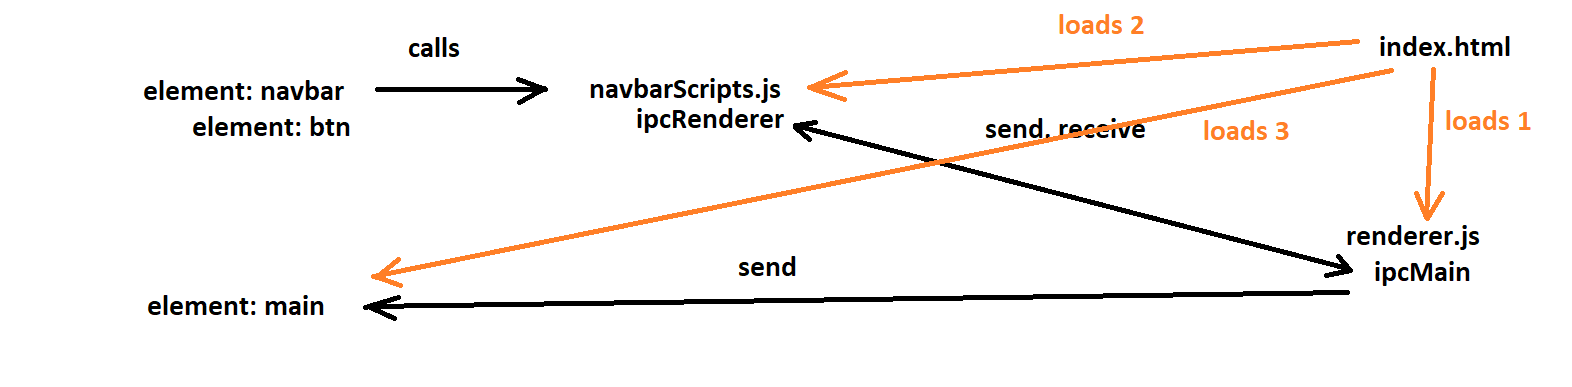 loads 2
calls
index.html
element: navbar
navbarScripts.js
element: btn
ipcRenderer
send, receive
loads 3
loads 1
renderer.js
ipcMain
send
element: main